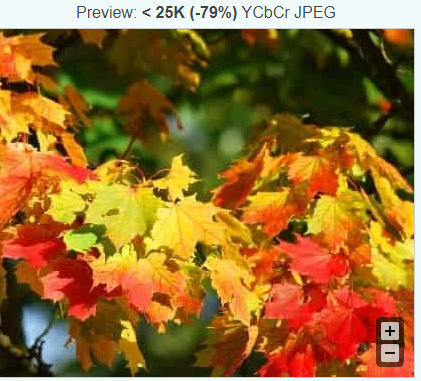 Preview: < 25K (-79%) YCbCr JPEG
+
−